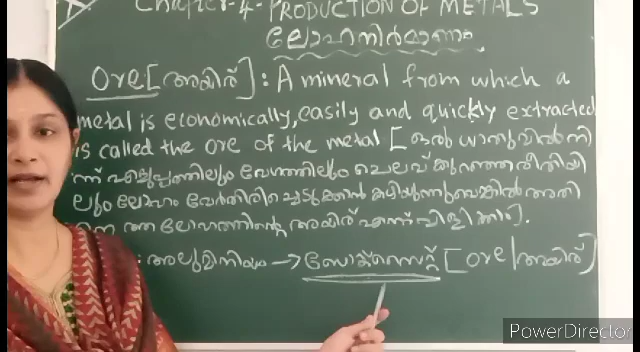 Chapter-4-PRODUCTION OF METALS
ലോഹനിർമാണം
Ore [അയിര്] : A mineral from which a
metal is economically, easily and quickly extracted
is called the ore of the metal [ഒരു ധാതുവിൽ നി
ന്ന് എളുപ്പത്തിലും വേഗത്തിലും ചെലവ് കുറഞ്ഞ രീതിയി
ലും ലോഹം വേർതിരിച്ചെടുക്കാൻ കഴിയുന്നുവെങ്കിൽ അതി
നെ ആ ലോഹത്തിന്റെ അയിര് എന്ന് വിളിക്കാം].
: അലൂമിനിയം → ബോക്സൈറ്റ് [ore/അയിര്]
PowerDirector